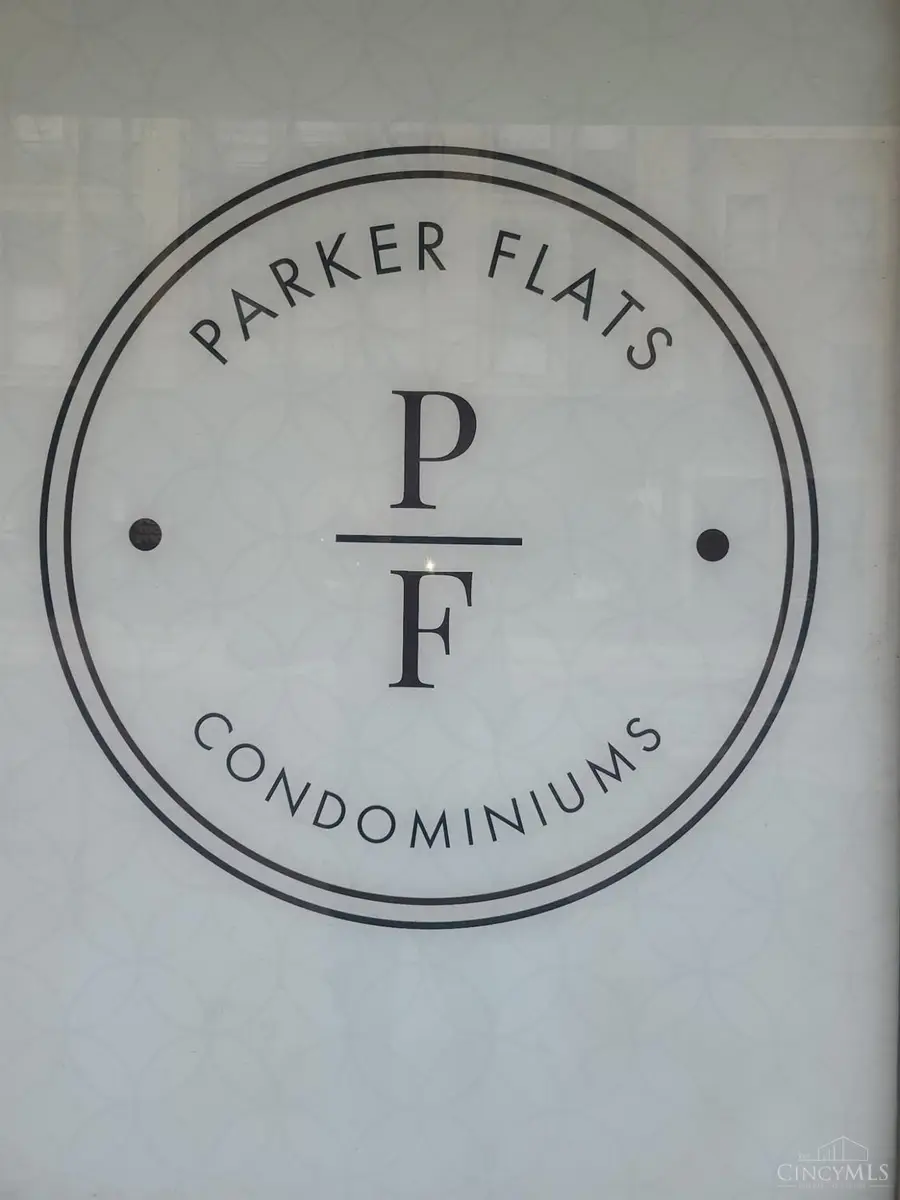 PARKER FLATS
P
F
CONDOMINIUMS
CINCYMLS